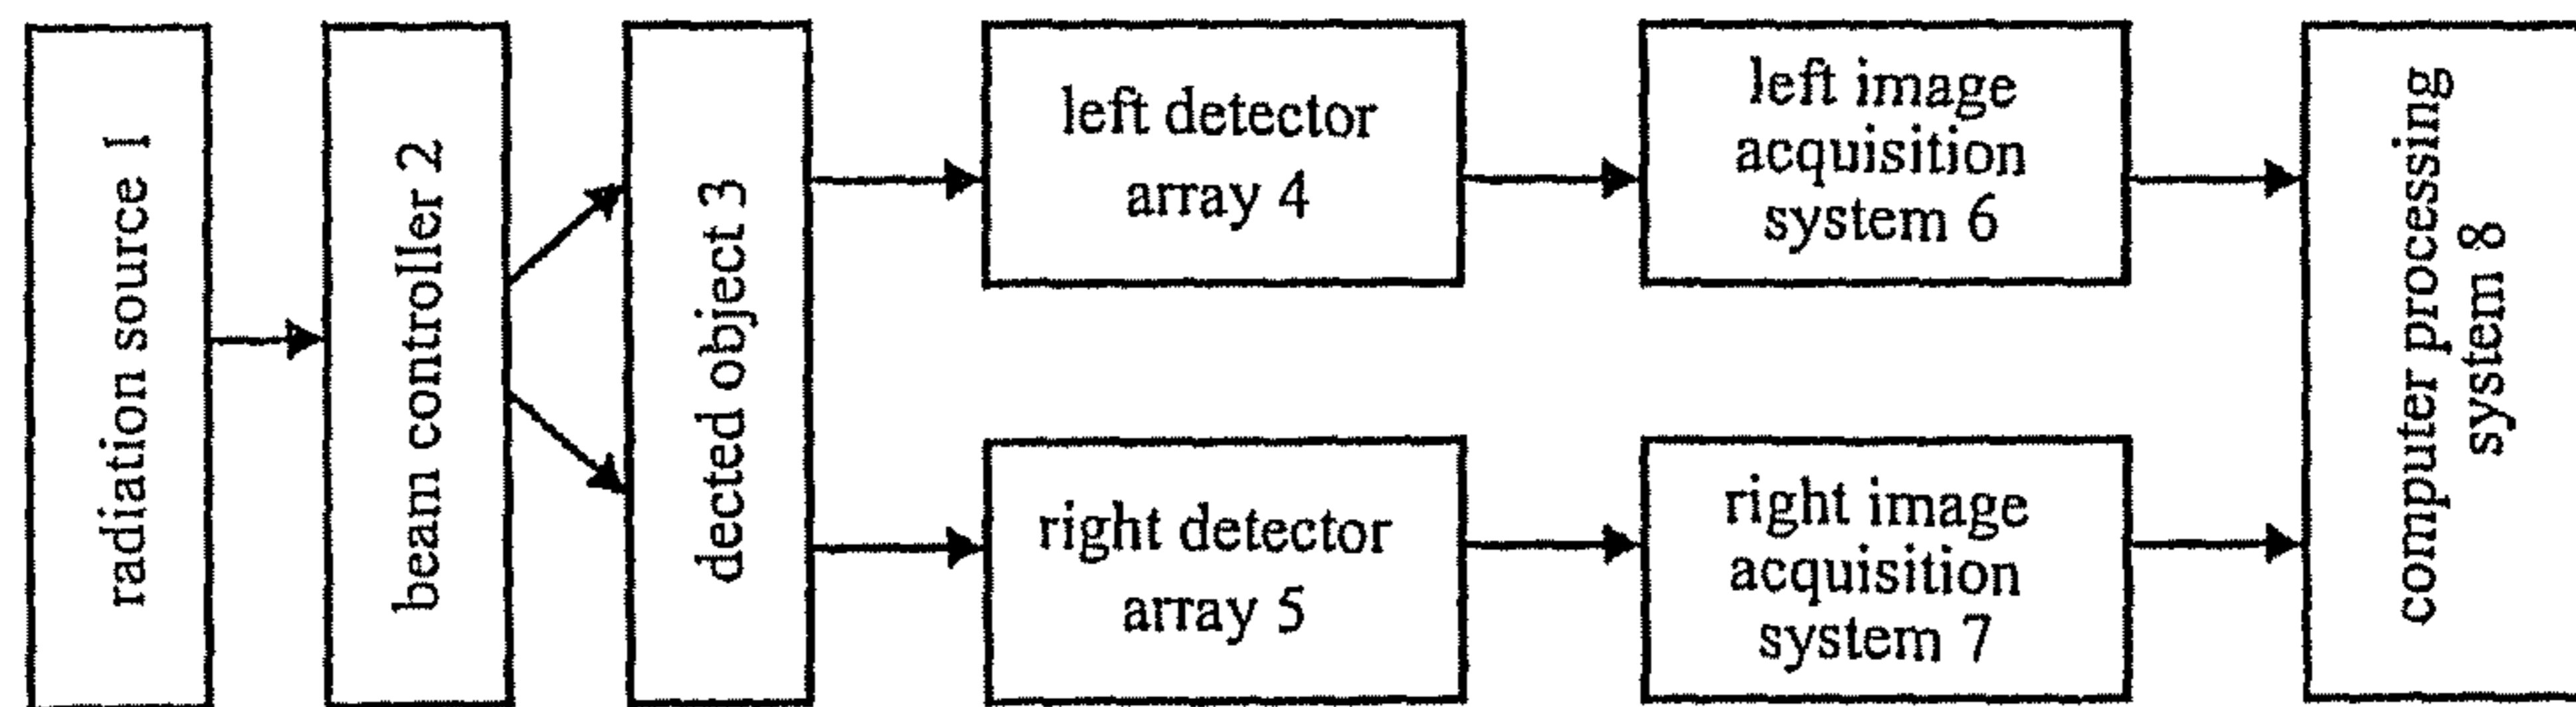 radiation source 1
beam controller 2
dected object 3
left detector
array 4
left image
acquisition
system 6
right detector
array 5
right image
acquisition
system 7
computer processing
system 8